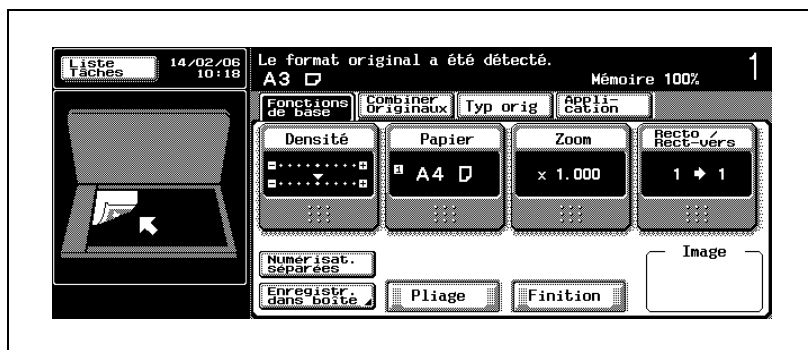 Liste
Tâches
14/02/06
10:18
Le format original a été détecté.
A3
Mémoire 100%
1
Fonctions
de base
Combiner
Originaux
Typ orig
Appli-
cation
Densité
Papier
Zoom
Recto /
Rect-vers
1 A4
× 1.000
1 ➔ 1
Numérisat.
séparées
Enregistr.
dans boîte
Pliage
Finition
Image